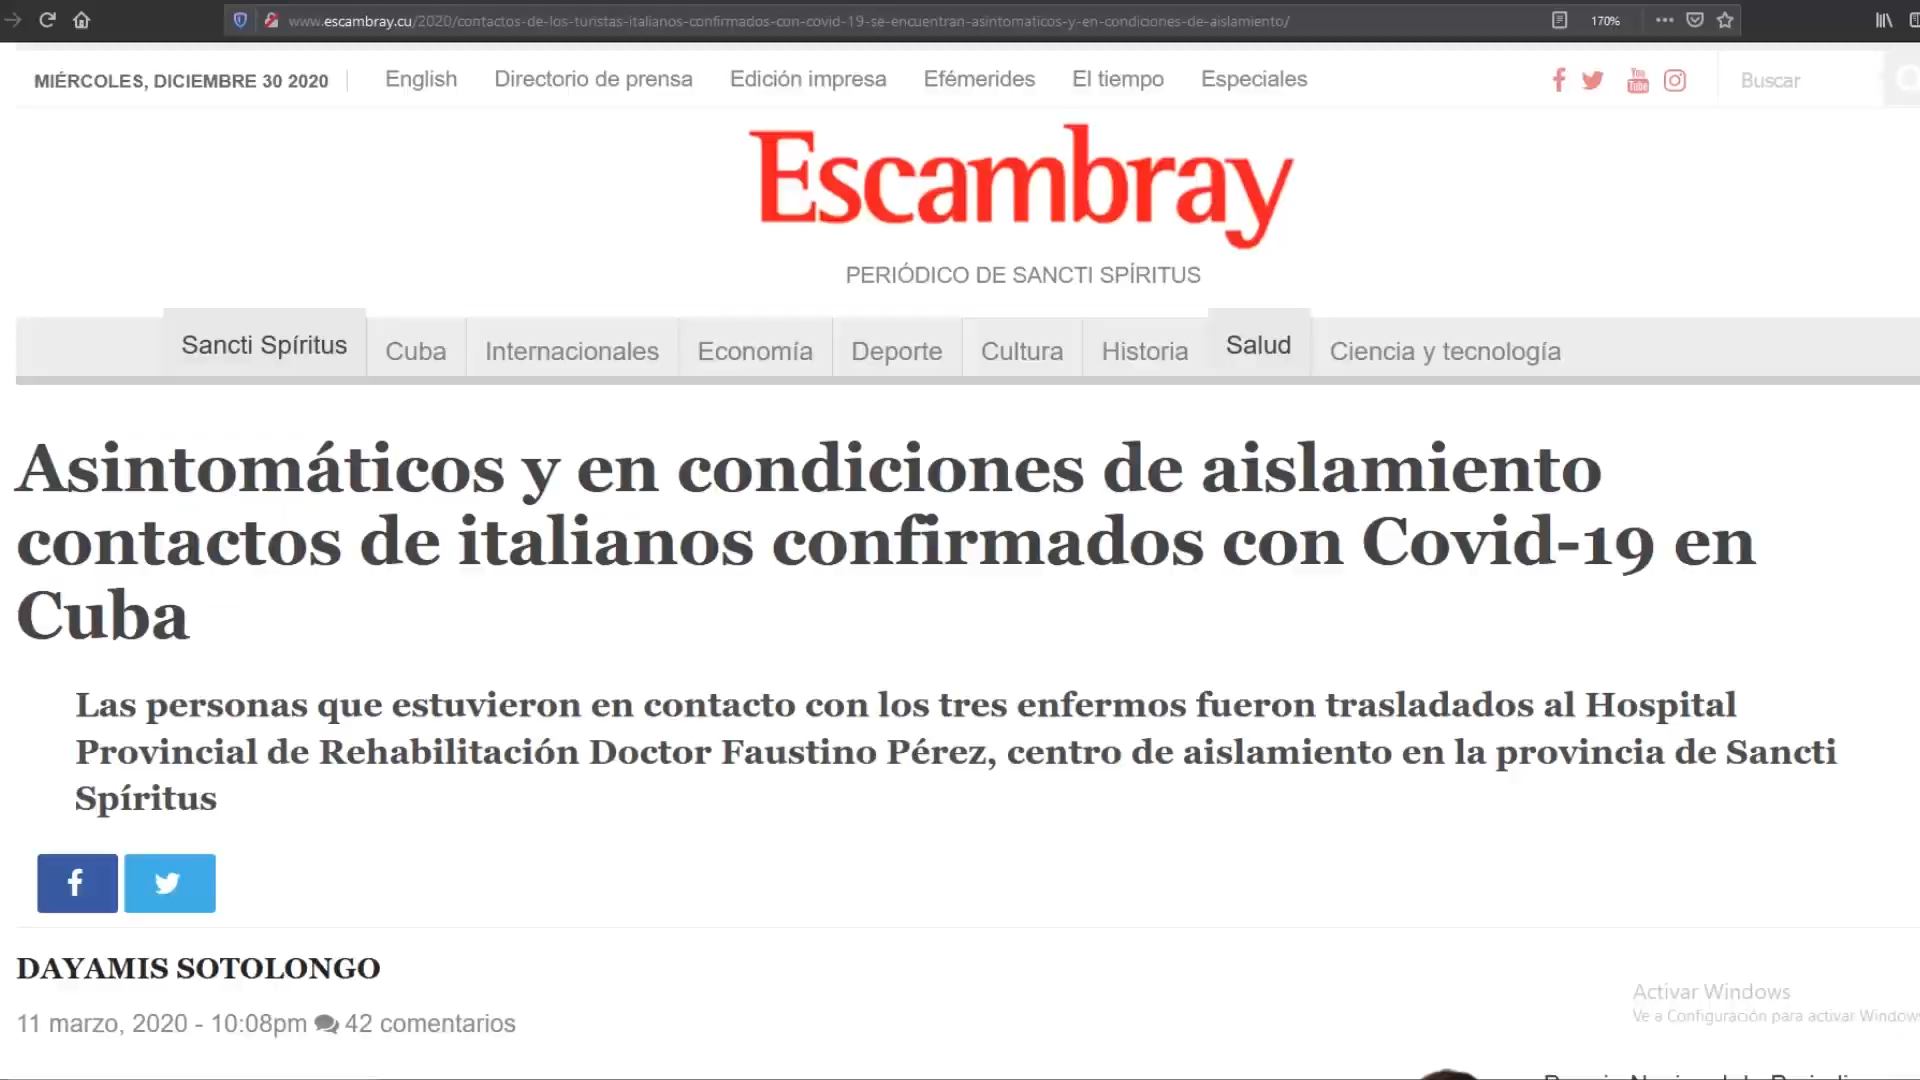 www.escambray.cu/2020/contactos-de-los-turistas-italianos-confirmados-con-covid-19-se-encuentran-asintomaticos-y-en-condiciones-de-aislamiento/
170%
MIÉRCOLES, DICIEMBRE 30 2020
English
Directorio de prensa
Edición impresa
Efémerides
El tiempo
Especiales
You Tube
Buscar
Escambray
PERIÓDICO DE SANCTI SPÍRITUS
Sancti Spíritus
Cuba
Internacionales
Economía
Deporte
Cultura
Historia
Salud
Ciencia y tecnología
Asintomáticos y en condiciones de aislamiento
contactos de italianos confirmados con Covid-19 en
Cuba
Las personas que estuvieron en contacto con los tres enfermos fueron trasladados al Hospital
Provincial de Rehabilitación Doctor Faustino Pérez, centro de aislamiento en la provincia de Sancti
Spíritus
DAYAMIS SOTOLONGO
11 marzo, 2020 - 10:08pm 42 comentarios
Activar Windows
Ve a Configuración para activar Windows